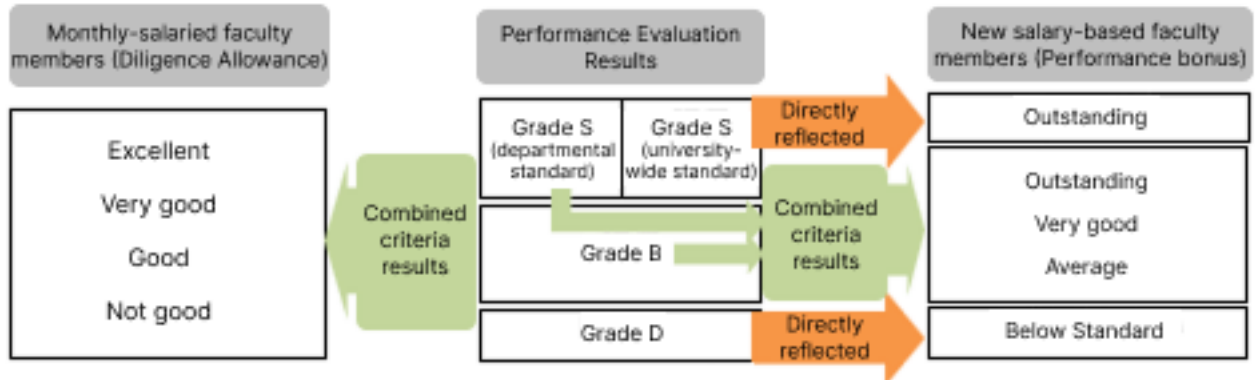 Monthly-salaried faculty
members (Diligence Allowance)
Excellent
Very good
Good
Not good
Combined
criteria
results
Performance Evaluation
Results
Grade S
(departmental
standard)
Grade S
(university-
wide standard)
Grade B
Grade D
Directly
reflected
Combined
criteria
results
Directly
reflected
New salary-based faculty
members (Performance bonus)
Outstanding
Outstanding
Very good
Average
Below Standard